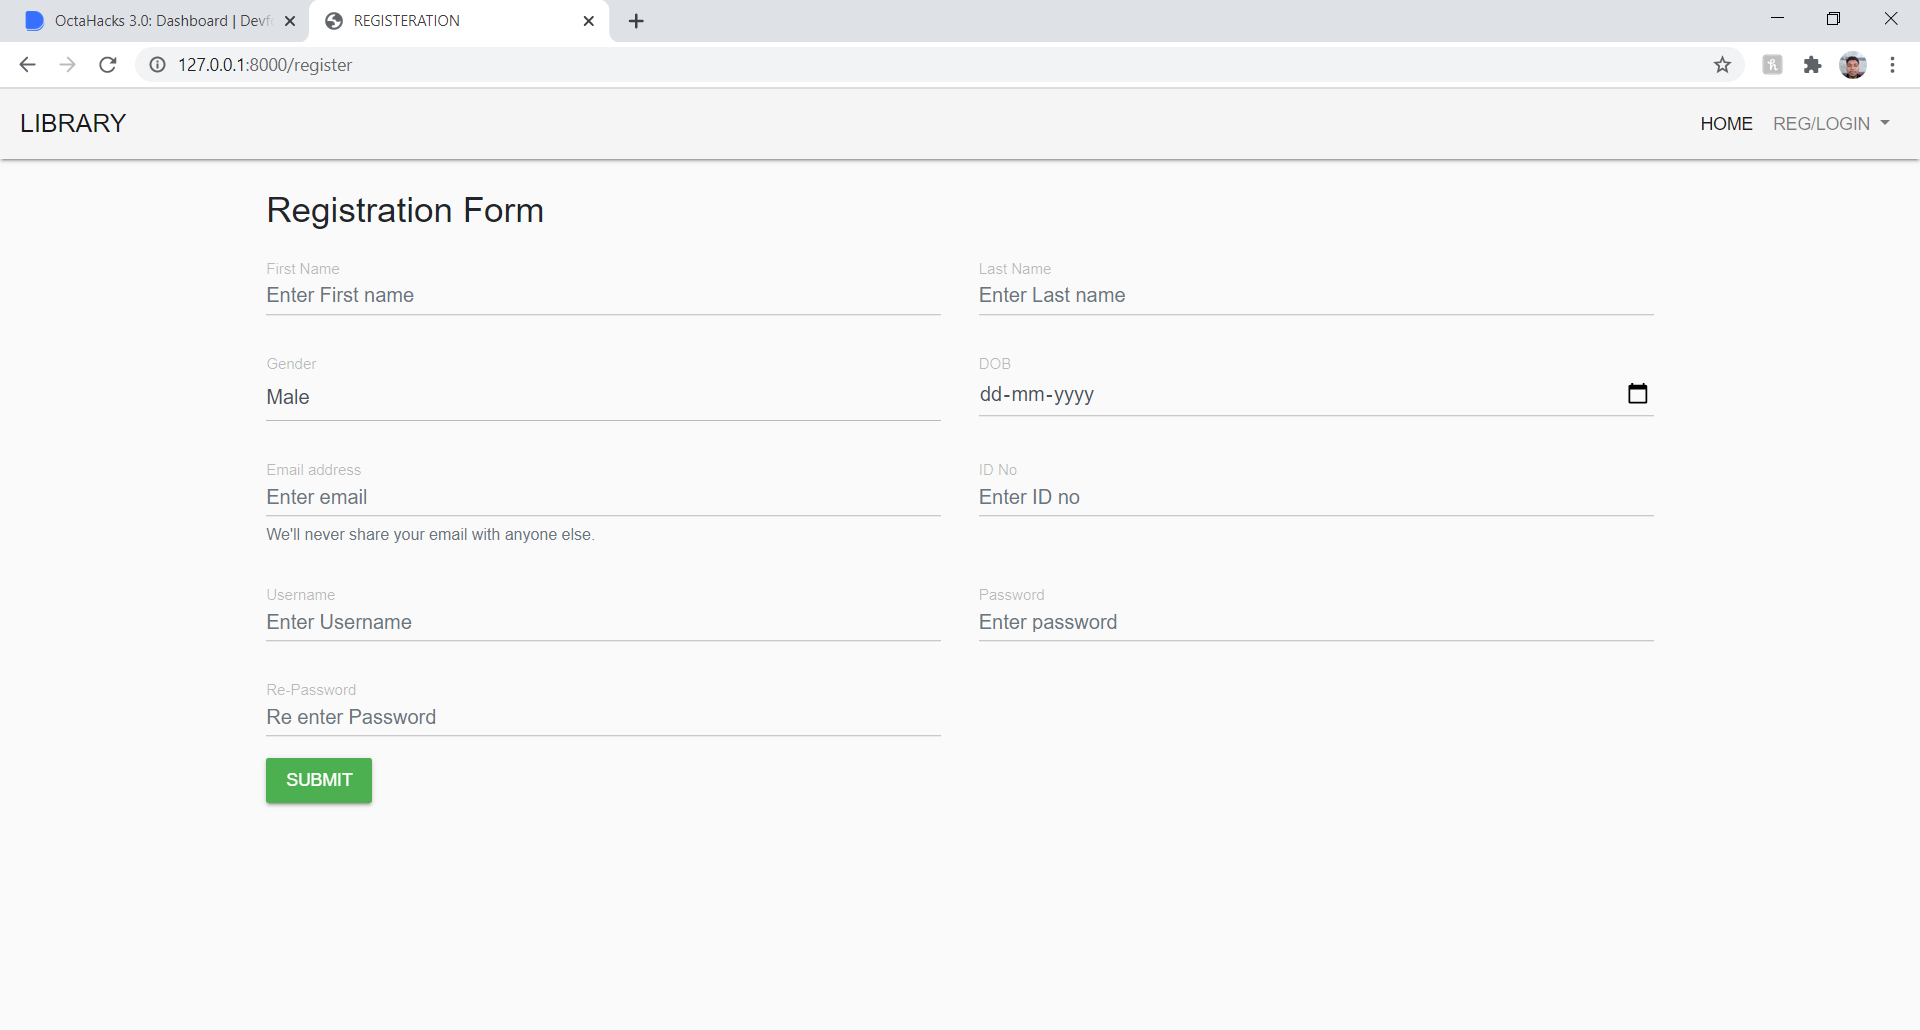 OctaHacks 3.0: Dashboard | Devfo
REGISTERATION
127.0.0.1:8000/register
LIBRARY
HOME
REG/LOGIN
Registration Form
First Name
Last Name
Enter First name
Enter Last name
Gender
DOB
Male
dd-mm-yyyy
Email address
ID No
Enter email
Enter ID no
We'll never share your email with anyone else.
Username
Password
Enter Username
Enter password
Re-Password
Re enter Password
SUBMIT